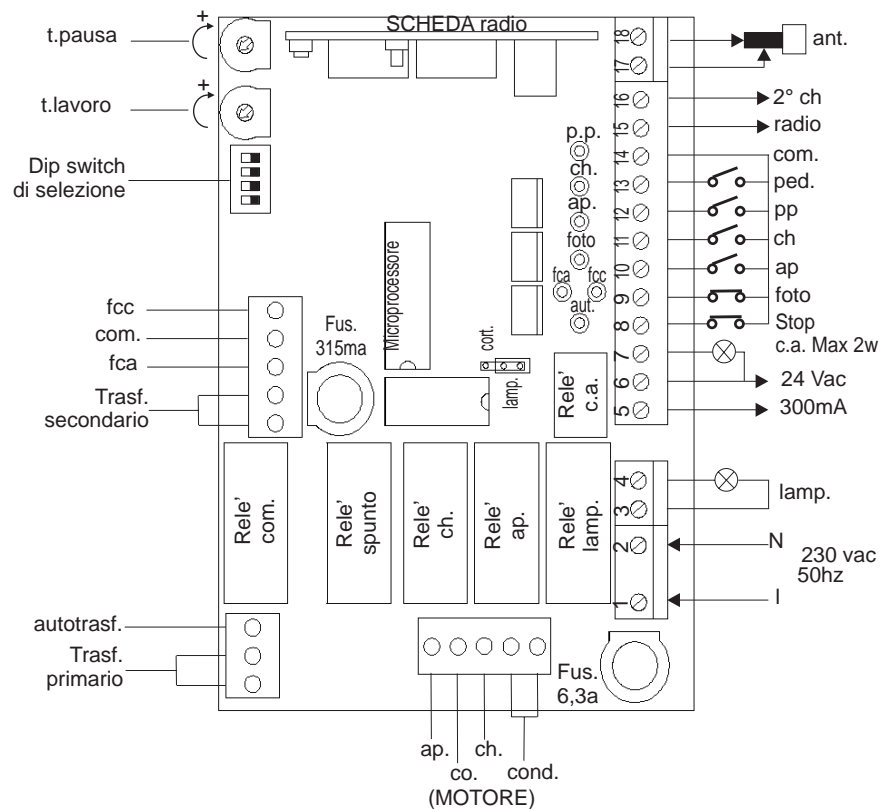 SCHEDA radio
t.pausa
+
t.lavoro
+
Dip switch
di selezione
fcc
com.
fca
Trasf.
secondario
autotrasf.
Trasf.
primario
Fus.
315ma
Microprocessore
cort.
lamp.
p.p.
ch.
ap.
foto
fca
fcc
aut.
Rele'
c.a.
Rele'
com.
Rele'
spunto
Rele'
ch.
Rele'
ap.
Rele'
lamp.
18
17
16
15
14
13
12
11
10
9
8
7
6
5
4
3
2
1
ant.
2° ch
radio
com.
ped.
pp
ch
ap
foto
Stop
c.a. Max 2w
24 Vac
300mA
lamp.
N
230 vac
50hz
l
Fus.
6,3a
ap.
co.
ch.
cond.
(MOTORE)